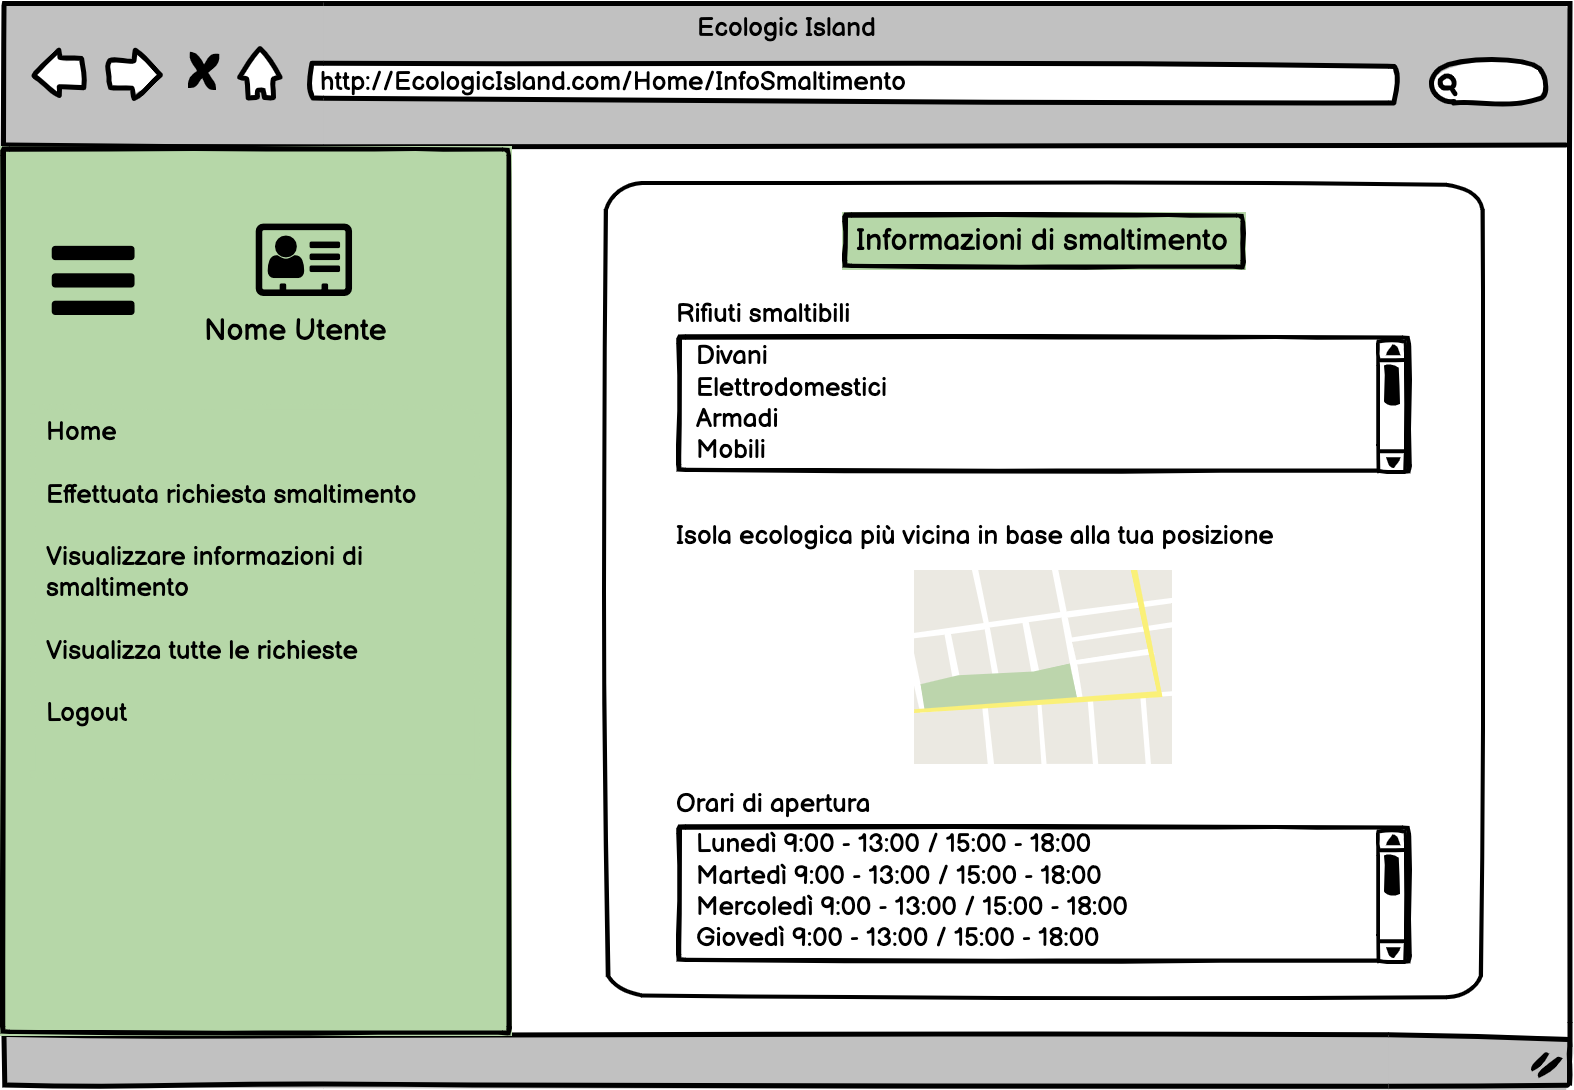 Ecologic Island
http://EcologicIsland.com/Home/InfoSmaltimento
Nome Utente
Home
Effettuata richiesta smaltimento
Visualizzare informazioni di
smaltimento
Visualizza tutte le richieste
Logout
Informazioni di smaltimento
Rifiuti smaltibili
Divani
Elettrodomestici
Armadi
Mobili
Isola ecologica più vicina in base alla tua posizione
Orari di apertura
Lunedì 9:00 - 13:00 / 15:00 - 18:00
Martedì 9:00 - 13:00 / 15:00 - 18:00
Mercoledì 9:00 - 13:00 / 15:00 - 18:00
Giovedì 9:00 - 13:00 / 15:00 - 18:00